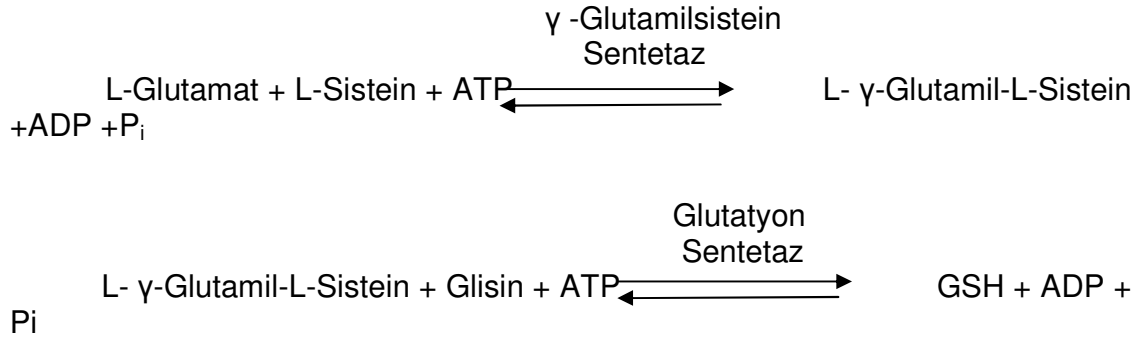 γ -Glutamilsistein
Sentetaz
L-Glutamat + L-Sistein + ATP L- γ-Glutamil-L-Sistein
+ADP +Pi
Glutatyon
Sentetaz
L- γ-Glutamil-L-Sistein + Glisin + ATP GSH + ADP +
Pi